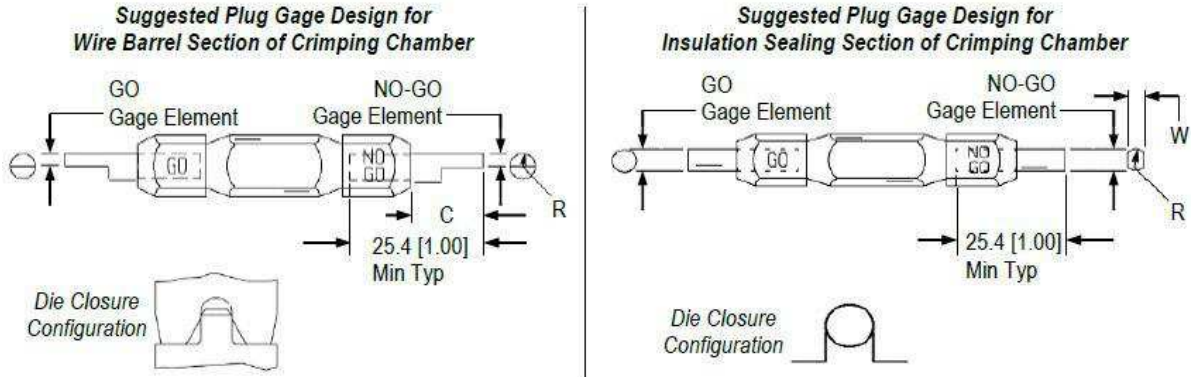 Suggested Plug Gage Design for
Wire Barrel Section of Crimping Chamber
GO
Gage Element
NO-GO
Gage Element
GO
NO
GO
R
C
25.4 [1.00]
Min Typ
Die Closure
Configuration
Suggested Plug Gage Design for
Insulation Sealing Section of Crimping Chamber
GO
Gage Element
NO-GO
Gage Element
W
GO
NO
GO
R
25.4 [1.00]
Min Typ
Die Closure
Configuration